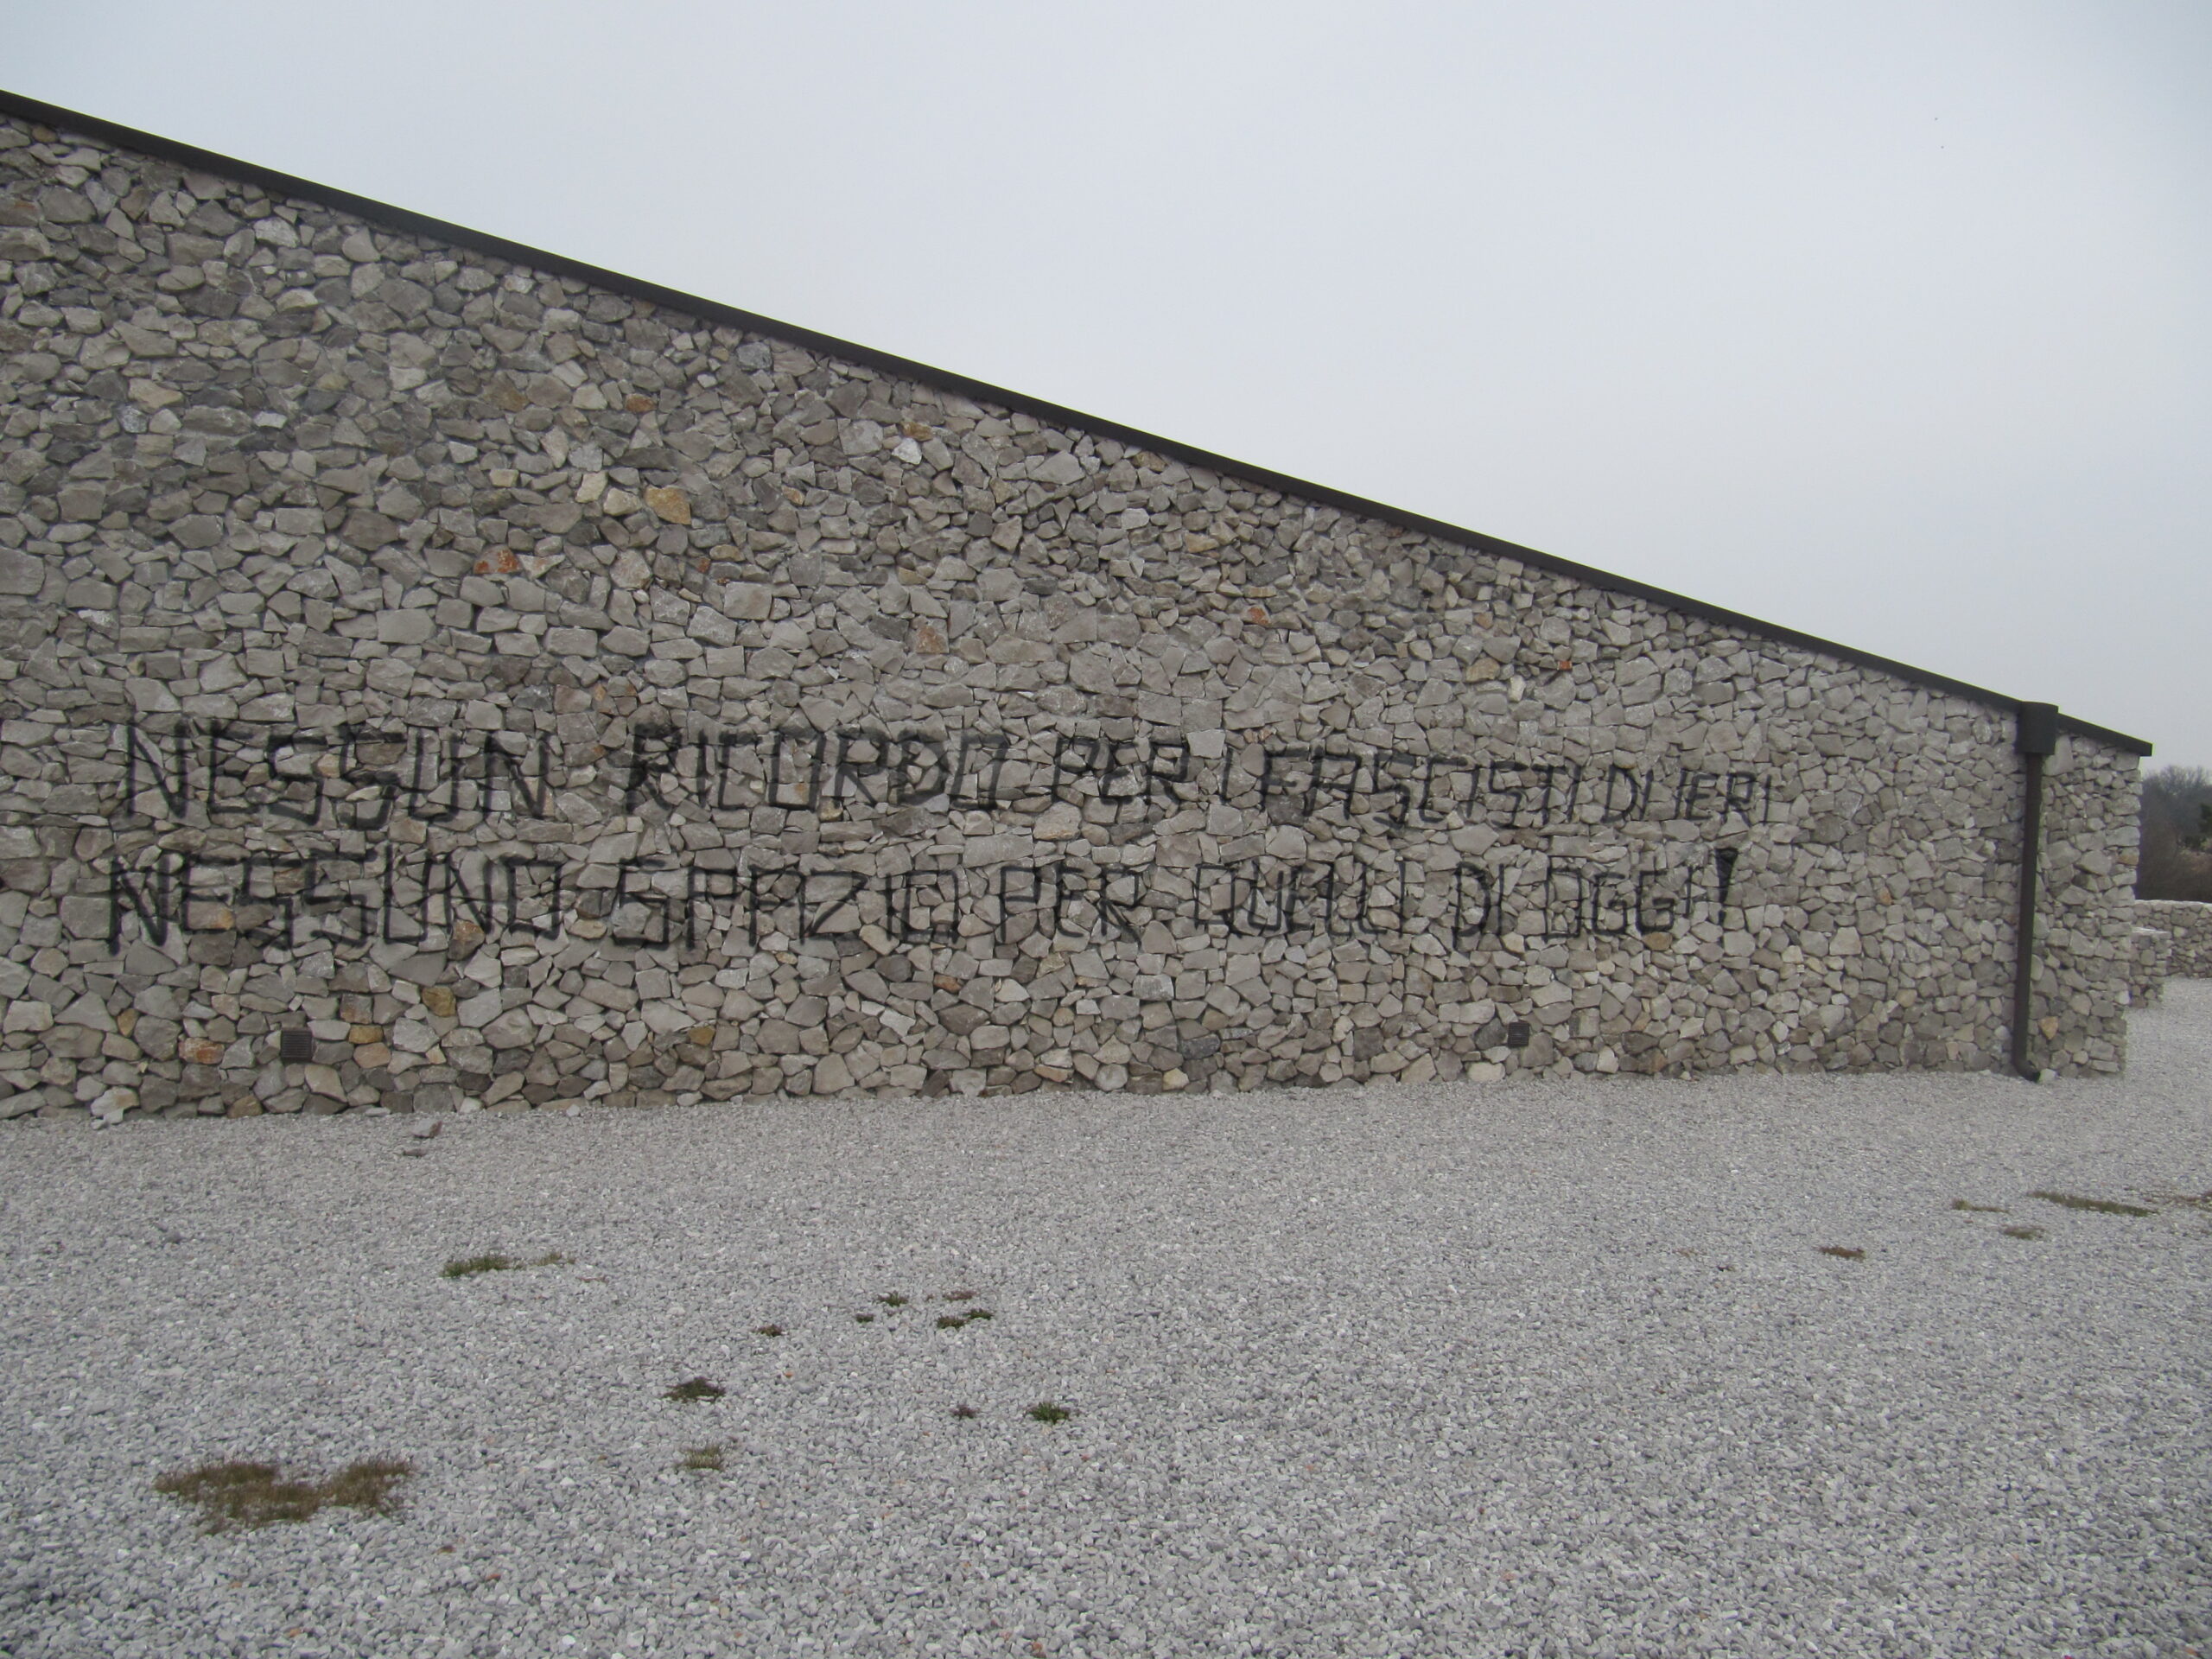 NESSUN RICORDO PER I FASCISTI DI IERI
NESSUNO SPAZIO PER QUELLI DI OGGI!